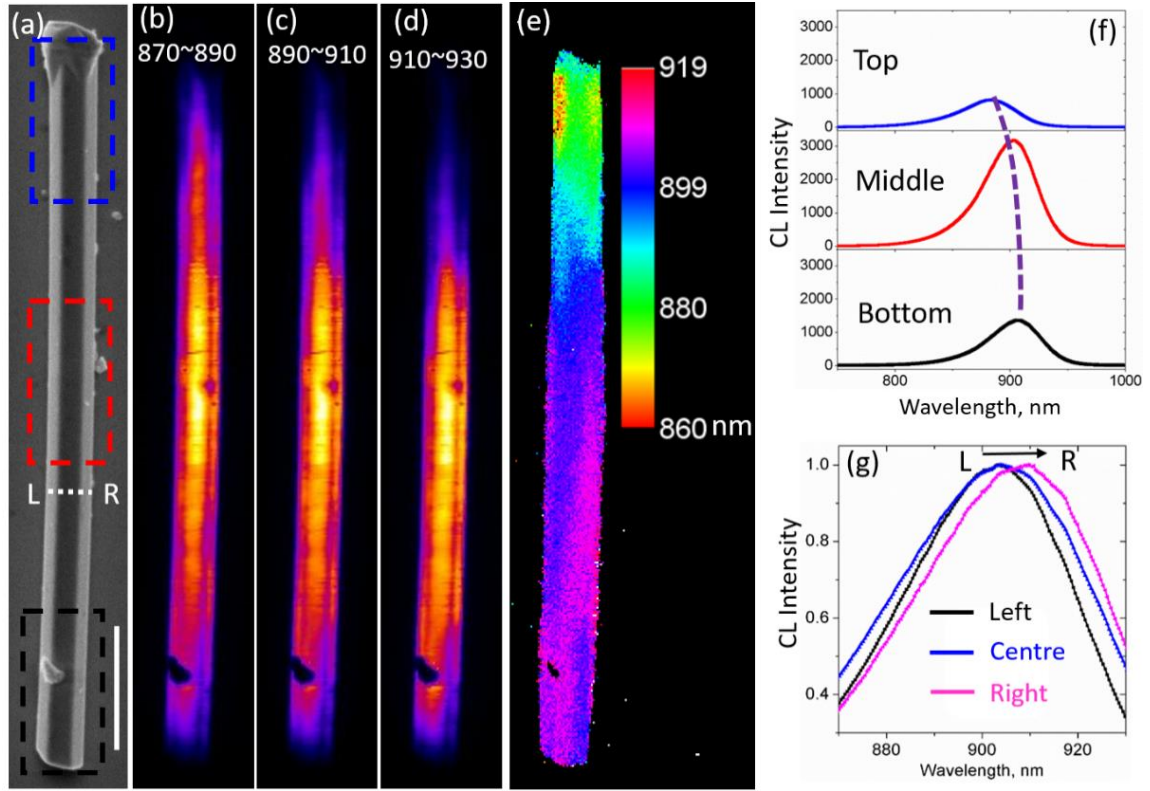 (a)
L R
(b)
870~890
(c)
890~910
(d)
910~930
(e)
919
899
880
860 nm
(f)
CL Intensity
3000
2000
1000
0
Top
3000
2000
1000
0
Middle
3000
2000
1000
0
Bottom
800 900 1000
Wavelength, nm
(g)
L R
CL Intensity
1.0
0.8
0.6
0.4
Left
Centre
Right
880 900 920
Wavelength, nm